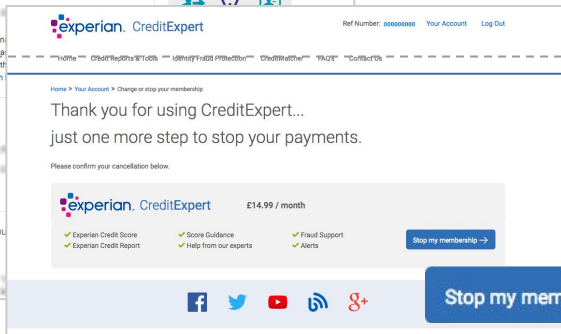 experian. CreditExpert
Ref Number: 000000000 Your Account Log Out
Home Credit Reports & Tools Identity Fraud Protection CreditMatcher FAQ's Contact Us
Home » Your Account » Change or stop your membership
Thank you for using CreditExpert...
just one more step to stop your payments.
Please confirm your cancellation below.
experian. CreditExpert £14.99 / month
Experian Credit Score Score Guidance Fraud Support
Experian Credit Report Help from our experts Alerts
Stop my membership →
Stop my mem